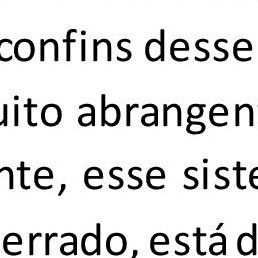 confins desse
uito abrangen
nte, esse siste
errado, está d